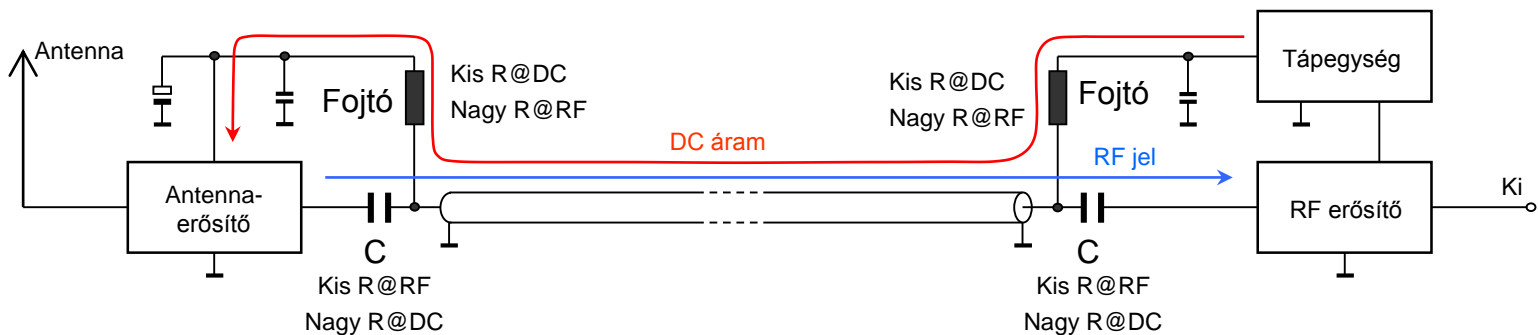 Antenna
Kis R@DC
Nagy R@RF
Fojtó
Kis R@DC
Nagy R@RF
Fojtó
Tápegység
DC áram
RF jel
Antenna-
erősítő
RF erősítő
Ki
C
Kis R@RF
Nagy R@DC
C
Kis R@RF
Nagy R@DC